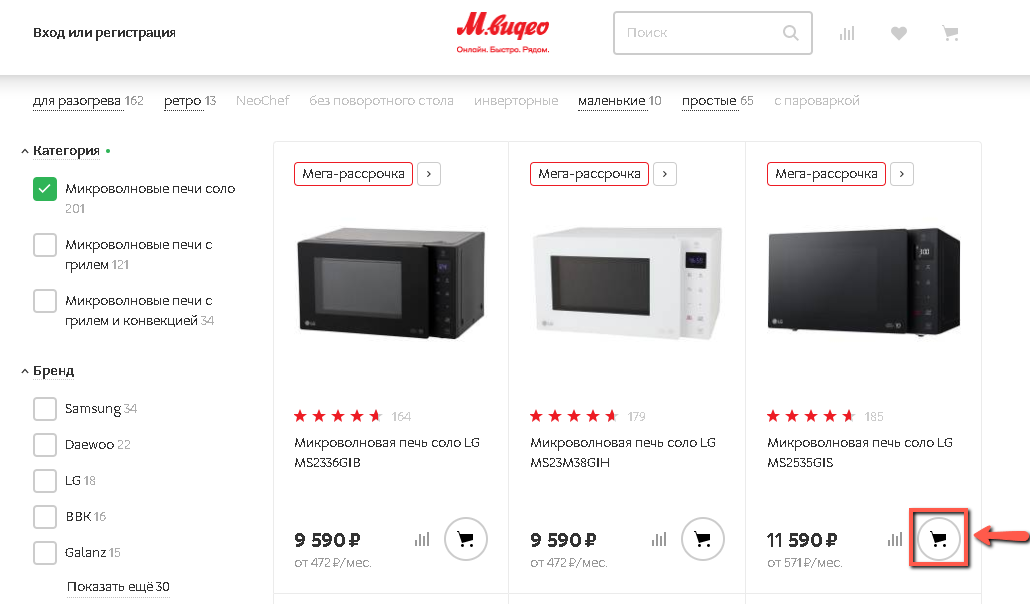 Вход или регистрация
М.видео
Онлайн. Быстро. Рядом.
Поиск
для разогрева 162 ретро 13 NeoChef без поворотного стола инверторные маленькие 10 простые 65 с пароваркой
Категория
Микроволновые печи соло
201
Микроволновые печи с
грилем 121
Микроволновые печи с
грилем и конвекцией 34
Бренд
Samsung 34
Daewoo 22
LG 18
BBK 16
Galanz 15
Показать ещё 30
Мега-рассрочка
164
Микроволновая печь соло LG
MS2336GIB
9 590 ₽
от 472 ₽/мес.
Мега-рассрочка
179
Микроволновая печь соло LG
MS23M38GIH
9 590 ₽
от 472 ₽/мес.
Мега-рассрочка
185
Микроволновая печь соло LG
MS2535GIS
11 590 ₽
от 571 ₽/мес.